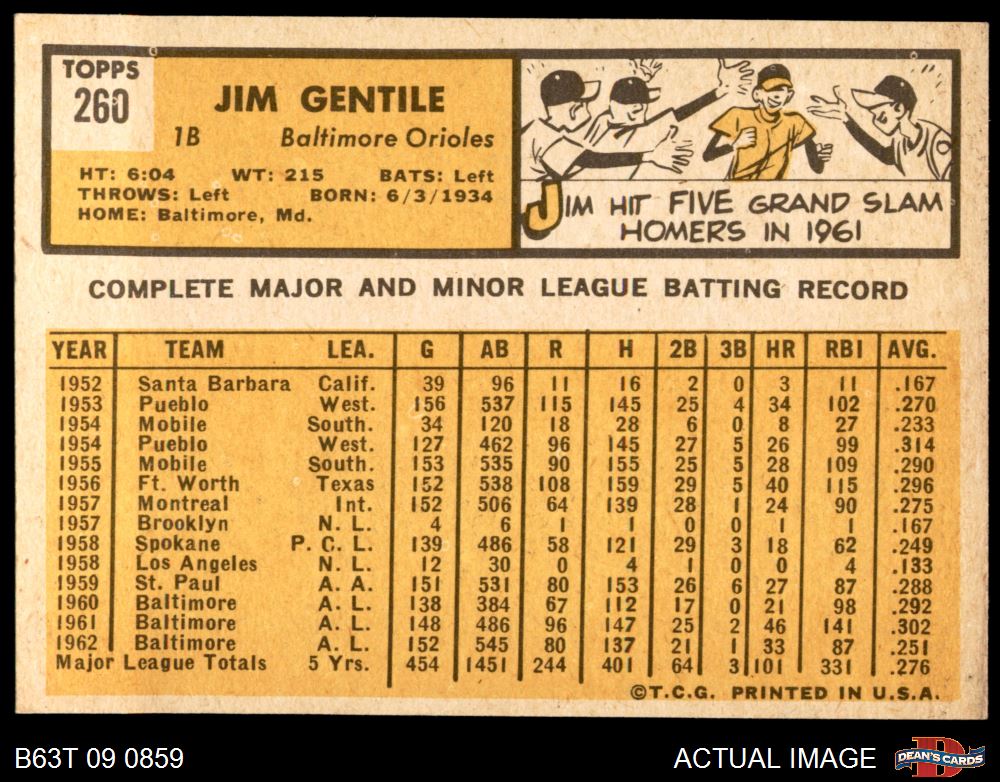 TOPPS
260
JIM GENTILE
1B Baltimore Orioles
HT: 6:04 WT: 215 BATS: Left
THROWS: Left BORN: 6/3/1934
HOME: Baltimore, Md.
JIM HIT FIVE GRAND SLAM
HOMERS IN 1961
COMPLETE MAJOR AND MINOR LEAGUE BATTING RECORD
YEAR TEAM LEA. G AB R H 2B 3B HR RBI AVG.
1952 Santa Barbara Calif. 39 96 11 16 2 0 3 11 .167
1953 Pueblo West. 156 537 115 145 25 4 34 102 .270
1954 Mobile South. 34 120 18 28 6 0 8 27 .233
1954 Pueblo West. 127 462 96 145 27 5 26 99 .314
1955 Mobile South. 153 535 90 155 25 5 28 109 .290
1956 Ft. Worth Texas 152 538 108 159 29 5 40 115 .296
1957 Montreal Int. 152 506 64 139 28 1 24 90 .275
1957 Brooklyn N. L. 4 6 1 1 0 0 1 1 .167
1958 Spokane P. C. L. 139 486 58 121 29 3 18 62 .249
1958 Los Angeles N. L. 12 30 0 4 1 0 0 4 .133
1959 St. Paul A. A. 151 531 80 153 26 6 27 87 .288
1960 Baltimore A. L. 138 384 67 112 17 0 21 98 .292
1961 Baltimore A. L. 148 486 96 147 25 2 46 141 .302
1962 Baltimore A. L. 152 545 80 137 21 1 33 87 .251
Major League Totals 5 Yrs. 454 1451 244 401 64 3 101 331 .276
©T.C.G. PRINTED IN U.S.A.
B63T 09 0859 ACTUAL IMAGE DEAN'S CARDS